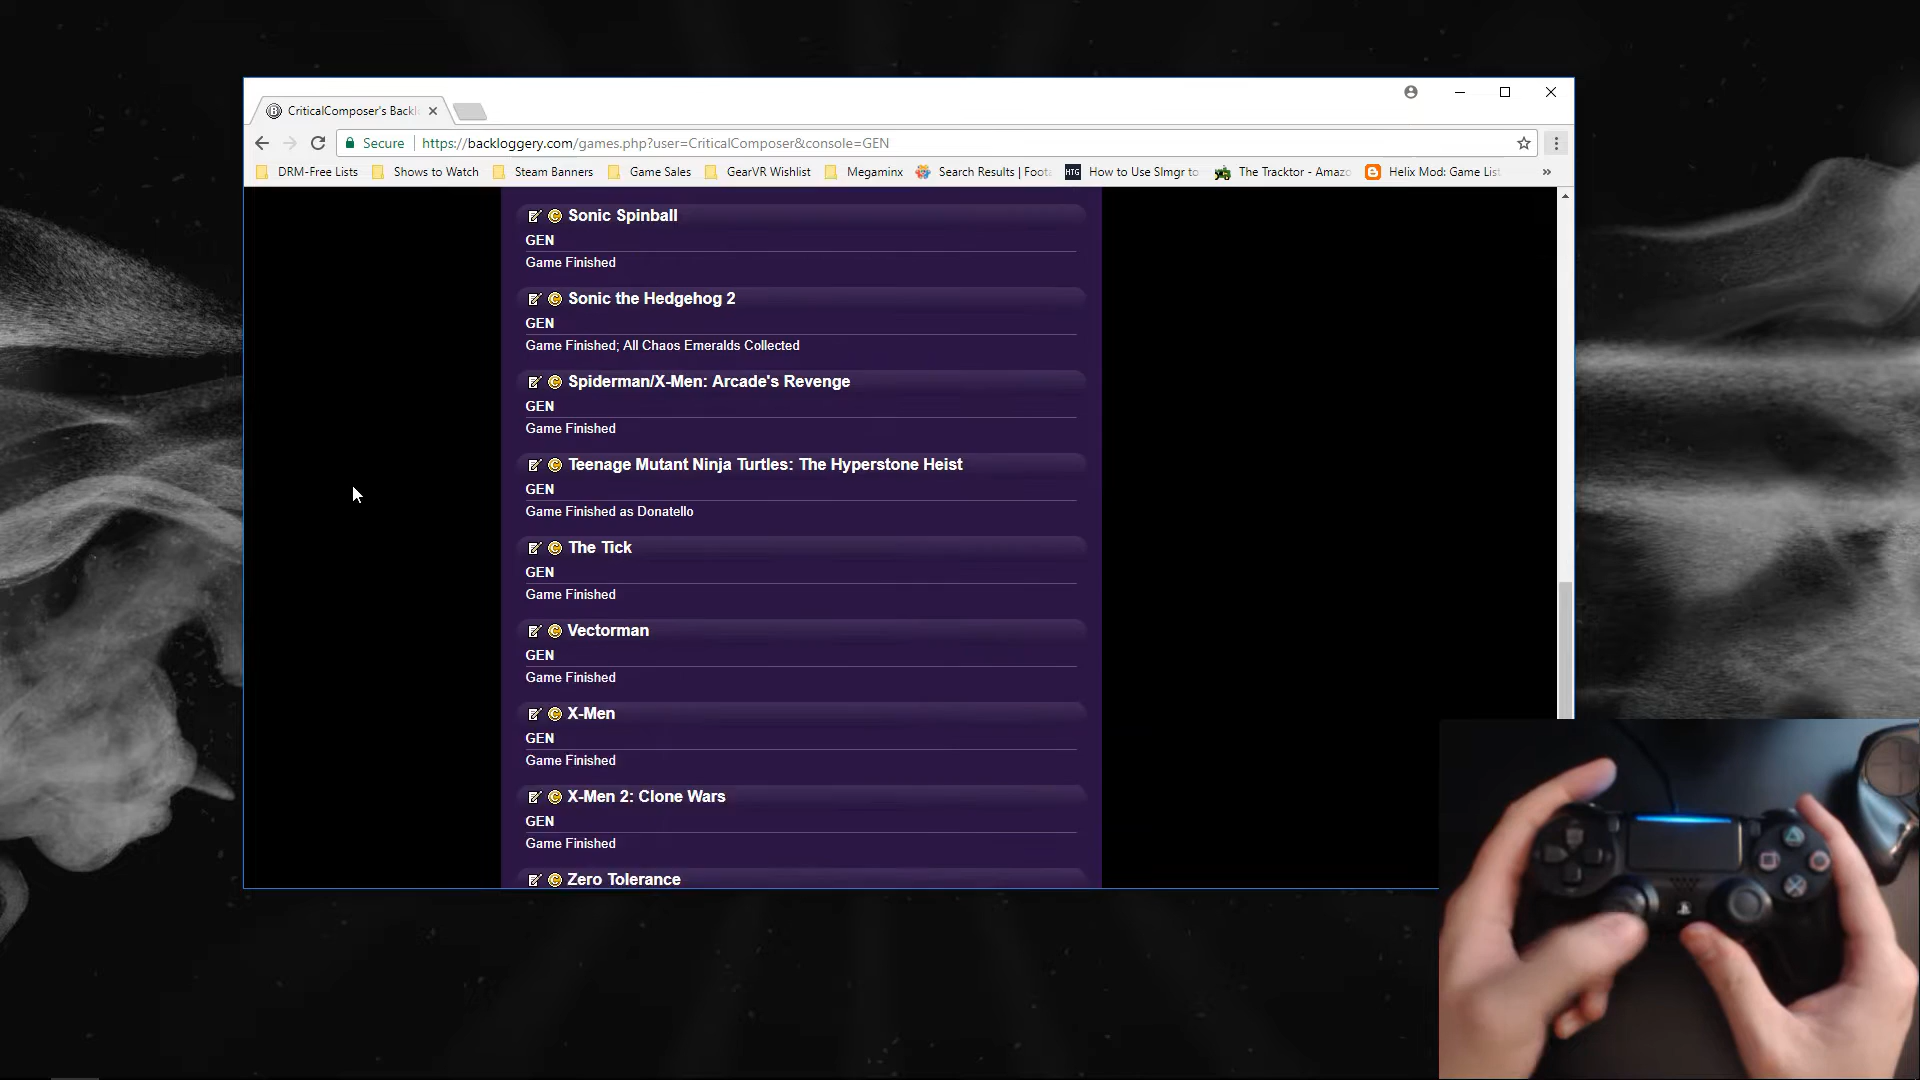 CriticalComposer's Backl
Secure https://backloggery.com/games.php?user=CriticalComposer&console=GEN
DRM-Free Lists Shows to Watch Steam Banners Game Sales GearVR Wishlist Megaminx Search Results | Foot HTG How to Use Slmgr to The Tracktor - Amaz Helix Mod: Game List »
Sonic Spinball
GEN
Game Finished
Sonic the Hedgehog 2
GEN
Game Finished; All Chaos Emeralds Collected
Spiderman/X-Men: Arcade's Revenge
GEN
Game Finished
Teenage Mutant Ninja Turtles: The Hyperstone Heist
GEN
Game Finished as Donatello
The Tick
GEN
Game Finished
Vectorman
GEN
Game Finished
X-Men
GEN
Game Finished
X-Men 2: Clone Wars
GEN
Game Finished
Zero Tolerance